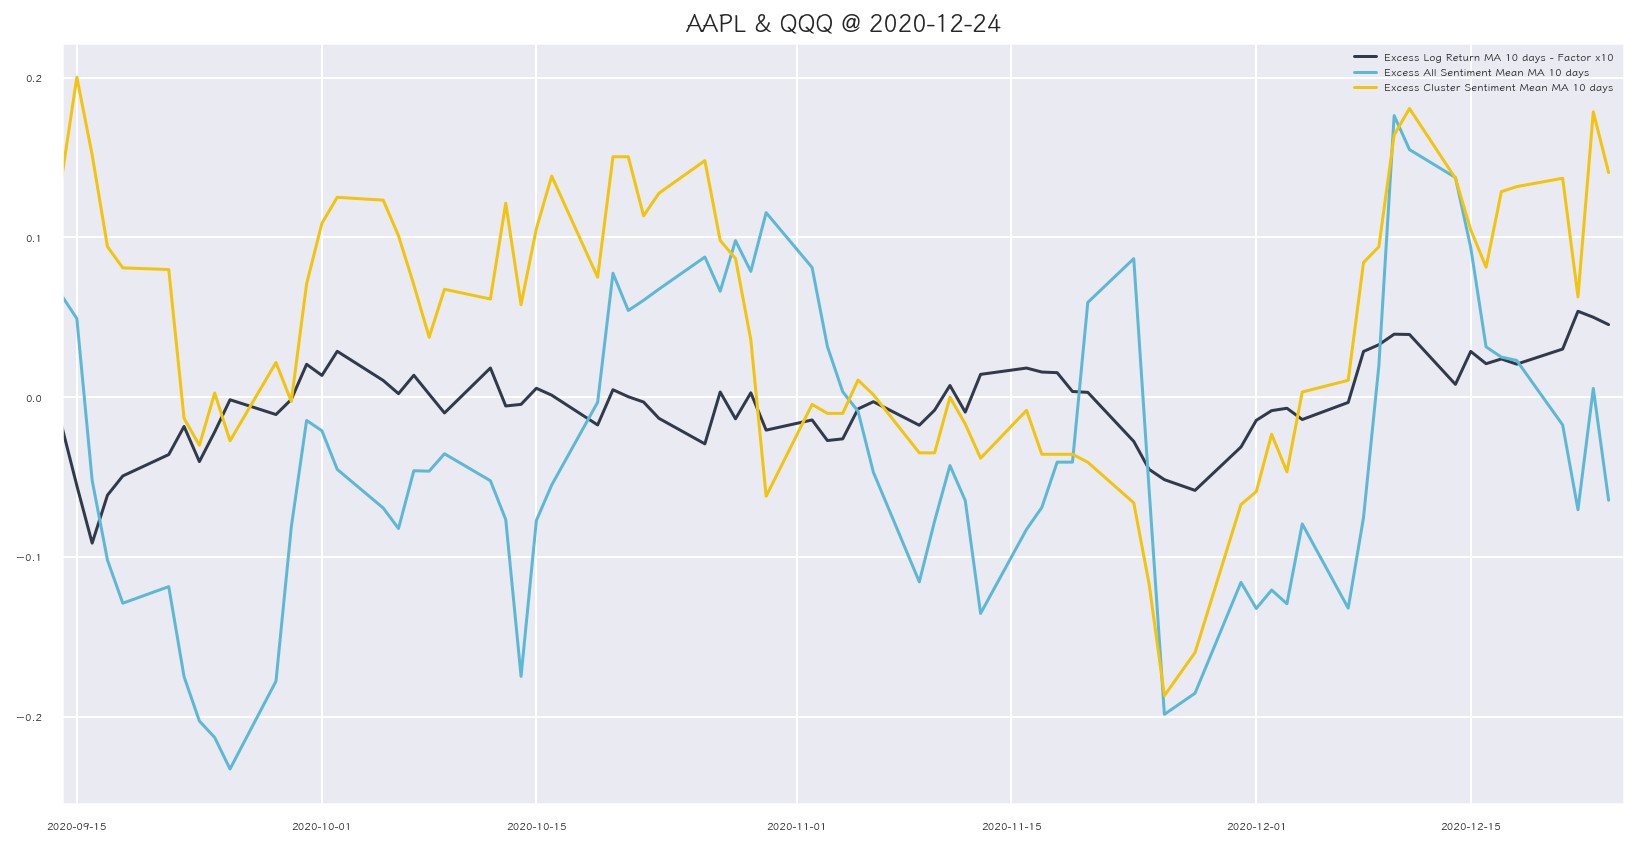 AAPL & QQQ @ 2020-12-24
Excess Log Return MA 10 days - Factor x10
Excess All Sentiment Mean MA 10 days
Excess Cluster Sentiment Mean MA 10 days
0.2
0.1
0.0
−0.1
−0.2
2020-09-15 2020-10-01 2020-10-15 2020-11-01 2020-11-15 2020-12-01 2020-12-15